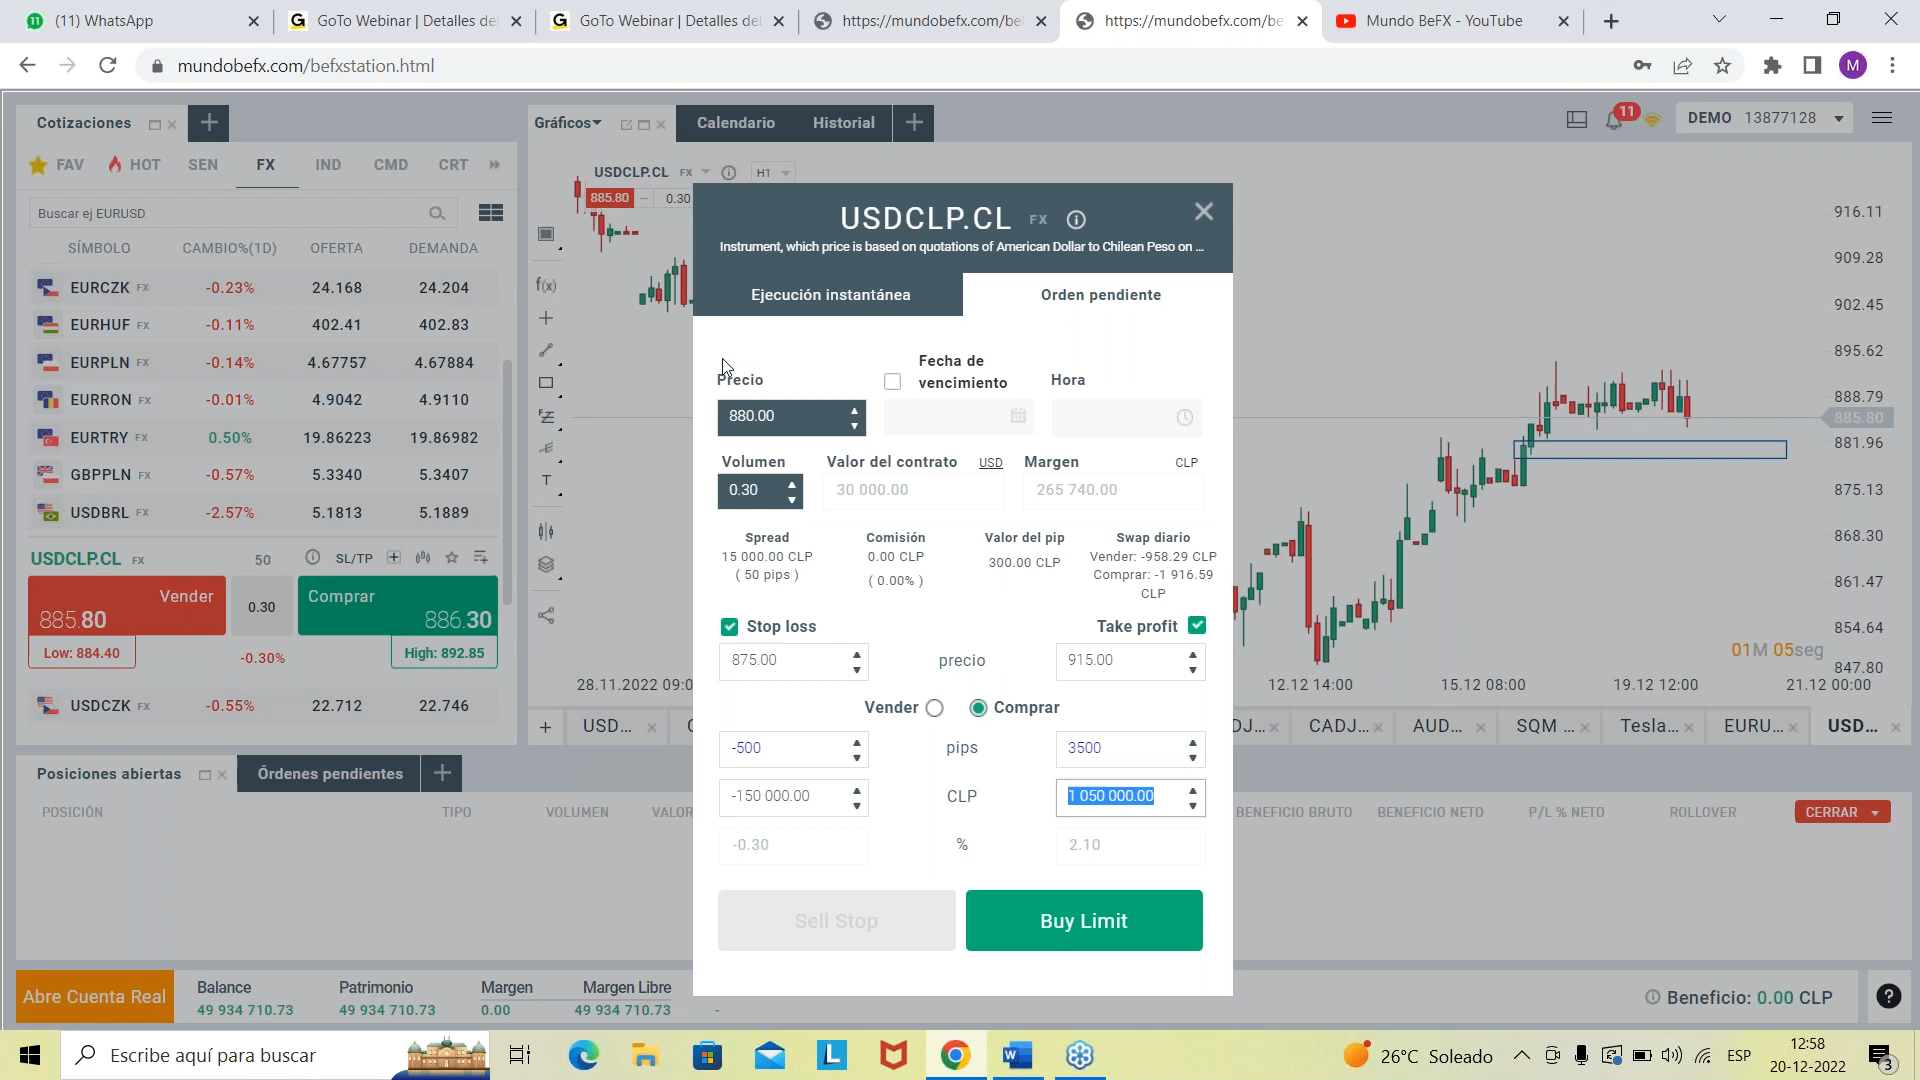 (11) WhatsApp
GoTo Webinar | Detalles del
GoTo Webinar | Detalles del
https://mundobefx.com/be
https://mundobefx.com/be
Mundo BeFX - YouTube
mundobefx.com/befxstation.html
M
Cotizaciones
Gráficos
Calendario
Historial
11
DEMO 13877128
FAV
HOT
SEN
FX
IND
CMD
CRT
Buscar ej EURUSD
SÍMBOLO CAMBIO%(1D) OFERTA DEMANDA
EURCZK FX -0.23% 24.168 24.204
EURHUF FX -0.11% 402.41 402.83
EURPLN FX -0.14% 4.67757 4.67884
EURRON FX -0.01% 4.9042 4.9110
EURTRY FX 0.50% 19.86223 19.86982
GBPPLN FX -0.57% 5.3340 5.3407
USDBRL FX -2.57% 5.1813 5.1889
USDCLP.CL FX 50 SL/TP
Vender
885.80
0.30
Comprar
886.30
Low: 884.40
-0.30%
High: 892.85
USDCZK FX -0.55% 22.712 22.746
USDCLP.CL FX
H1
885.80
0.30
f(x)
T
916.11
909.28
902.45
895.62
888.79
885.80
881.96
875.13
868.30
861.47
854.64
847.80
01M 05seg
28.11.2022 09:0
12.12 14:00
15.12 08:00
19.12 12:00
21.12 00:00
USD...
DJ...
CADJ...
AUD...
SQM ...
Tesla...
EURU...
USD...
USDCLP.CL FX
Instrument, which price is based on quotations of American Dollar to Chilean Peso on ...
Ejecución instantánea
Orden pendiente
Precio
Fecha de
vencimiento
Hora
880.00
Volumen
Valor del contrato USD
Margen CLP
0.30
30 000.00
265 740.00
Spread
15 000.00 CLP
( 50 pips )
Comisión
0.00 CLP
( 0.00% )
Valor del pip
300.00 CLP
Swap diario
Vender: -958.29 CLP
Comprar: -1 916.59
CLP
Stop loss
Take profit
875.00
precio
915.00
Vender
Comprar
-500
pips
3500
-150 000.00
CLP
1 050 000.00
-0.30
%
2.10
Sell Stop
Buy Limit
Posiciones abiertas
Órdenes pendientes
POSICIÓN
TIPO
VOLUMEN
VALOR
BENEFICIO BRUTO
BENEFICIO NETO
P/L % NETO
ROLLOVER
CERRAR
Abre Cuenta Real
Balance
49 934 710.73
Patrimonio
49 934 710.73
Margen
0.00
Margen Libre
49 934 710.73
-
Beneficio: 0.00 CLP
?
Escribe aquí para buscar
26°C Soleado
ESP
12:58
20-12-2022
3